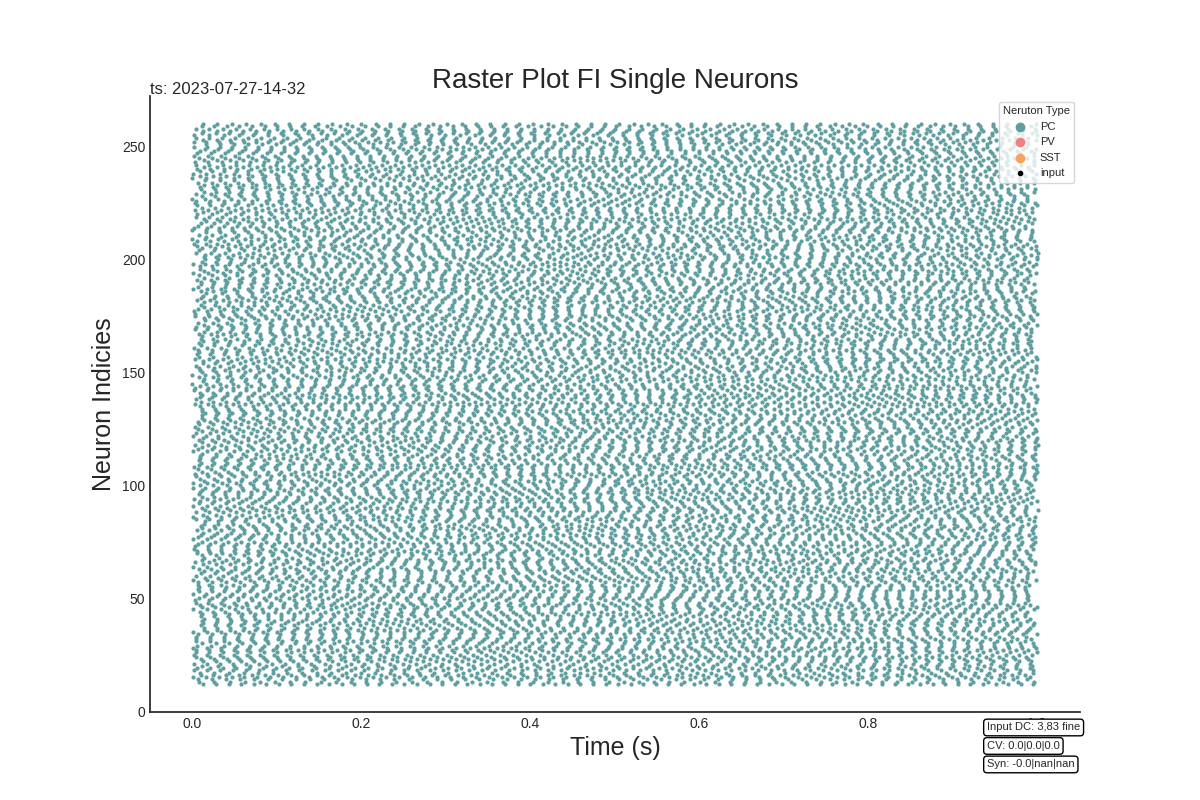 Raster Plot FI Single Neurons
ts: 2023-07-27-14-32
Neruton Type
PC
PV
SST
input
Neuron Indicies
250
200
150
100
50
0
0.0 0.2 0.4 0.6 0.8
Time (s)
Input DC: 3,83 fine
CV: 0.0|0.0|0.0
Syn: -0.0|nan|nan